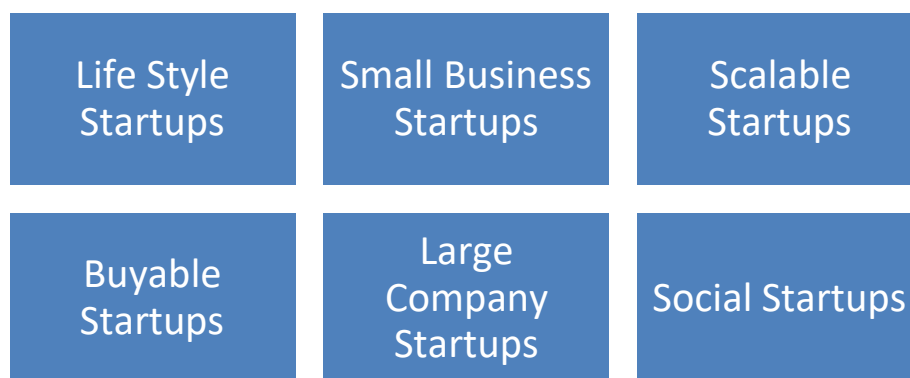 Life Style
Startups
Small Business
Startups
Scalable
Startups
Buyable
Startups
Large
Company
Startups
Social Startups